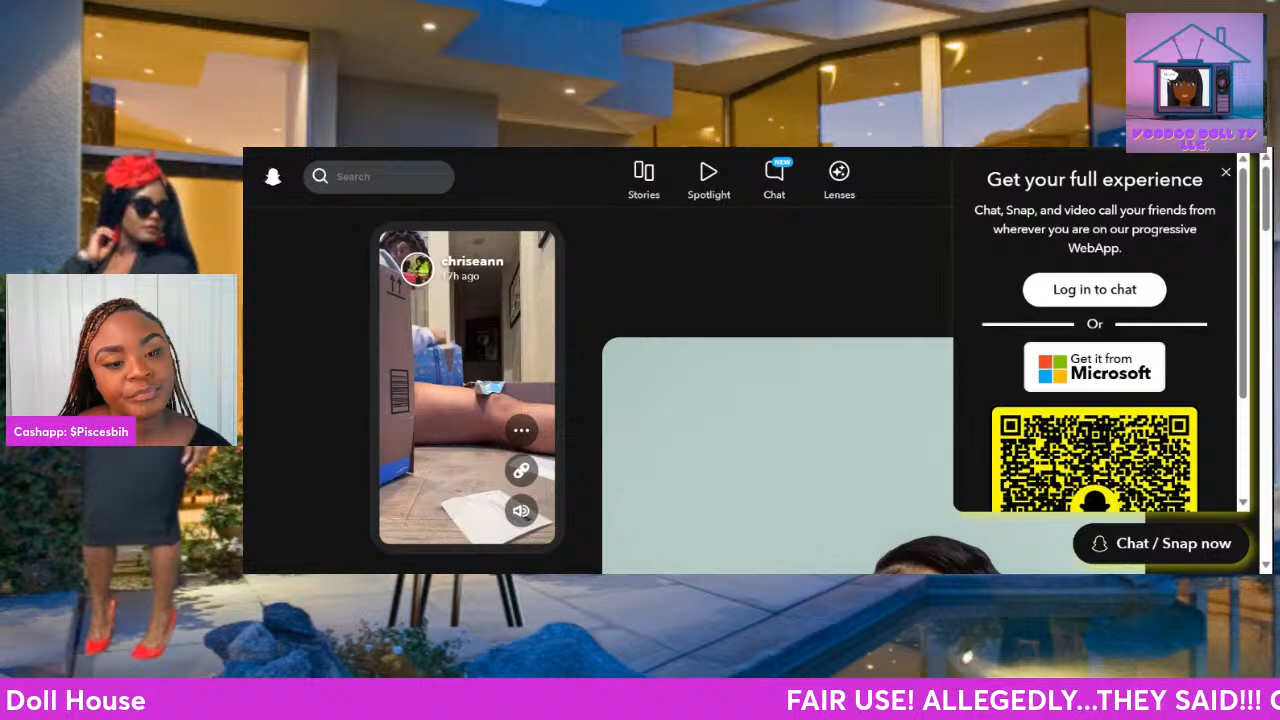 VOODOO DOLL TV
LLC.
Search
Stories
Spotlight
NEW
Chat
Lenses
Get your full experience
Chat, Snap, and video call your friends from
wherever you are on our progressive
WebApp.
Log in to chat
Or
Get it from
Microsoft
chriseann
17h ago
Chat / Snap now
Cashapp: $Piscesbih
Doll House
FAIR USE! ALLEGEDLY...THEY SAID!!!